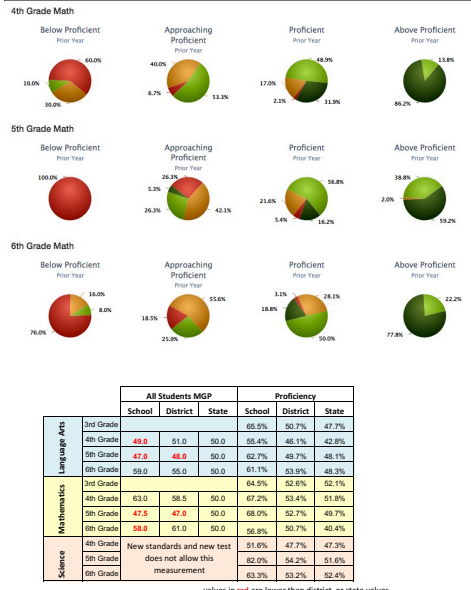 4th Grade Math
Below Proficient
Prior Year
60.0%
10.0%
30.0%
Approaching
Proficient
Prior Year
40.0%
6.7%
53.3%
Proficient
Prior Year
48.9%
17.0%
2.1%
31.9%
Above Proficient
Prior Year
13.8%
86.2%
5th Grade Math
Below Proficient
Prior Year
100.0%
Approaching
Proficient
Prior Year
26.3%
5.3%
26.3%
42.1%
Proficient
Prior Year
56.8%
21.6%
5.4%
16.2%
Above Proficient
Prior Year
38.8%
2.0%
59.2%
6th Grade Math
Below Proficient
Prior Year
16.0%
8.0%
76.0%
Approaching
Proficient
Prior Year
55.6%
18.5%
25.9%
Proficient
Prior Year
3.1%
28.1%
18.8%
50.0%
Above Proficient
Prior Year
22.2%
77.8%
All Students MGP Proficiency
School District State School District State
Language Arts
3rd Grade 65.5% 50.7% 47.7%
4th Grade 49.0 51.0 50.0 55.4% 46.1% 42.8%
5th Grade 47.0 48.0 50.0 62.7% 49.7% 48.1%
6th Grade 59.0 55.0 50.0 61.1% 53.9% 48.3%
Mathematics
3rd Grade 64.5% 52.6% 52.1%
4th Grade 63.0 58.5 50.0 67.2% 53.4% 51.8%
5th Grade 47.5 47.0 50.0 68.0% 52.7% 49.7%
6th Grade 58.0 61.0 50.0 56.8% 50.7% 40.4%
Science
4th Grade 51.6% 47.7% 47.3%
5th Grade 82.0% 54.2% 51.6%
6th Grade 63.3% 53.2% 52.4%
New standards and new test
does not allow this
measurement
values in red are lower than district or state values